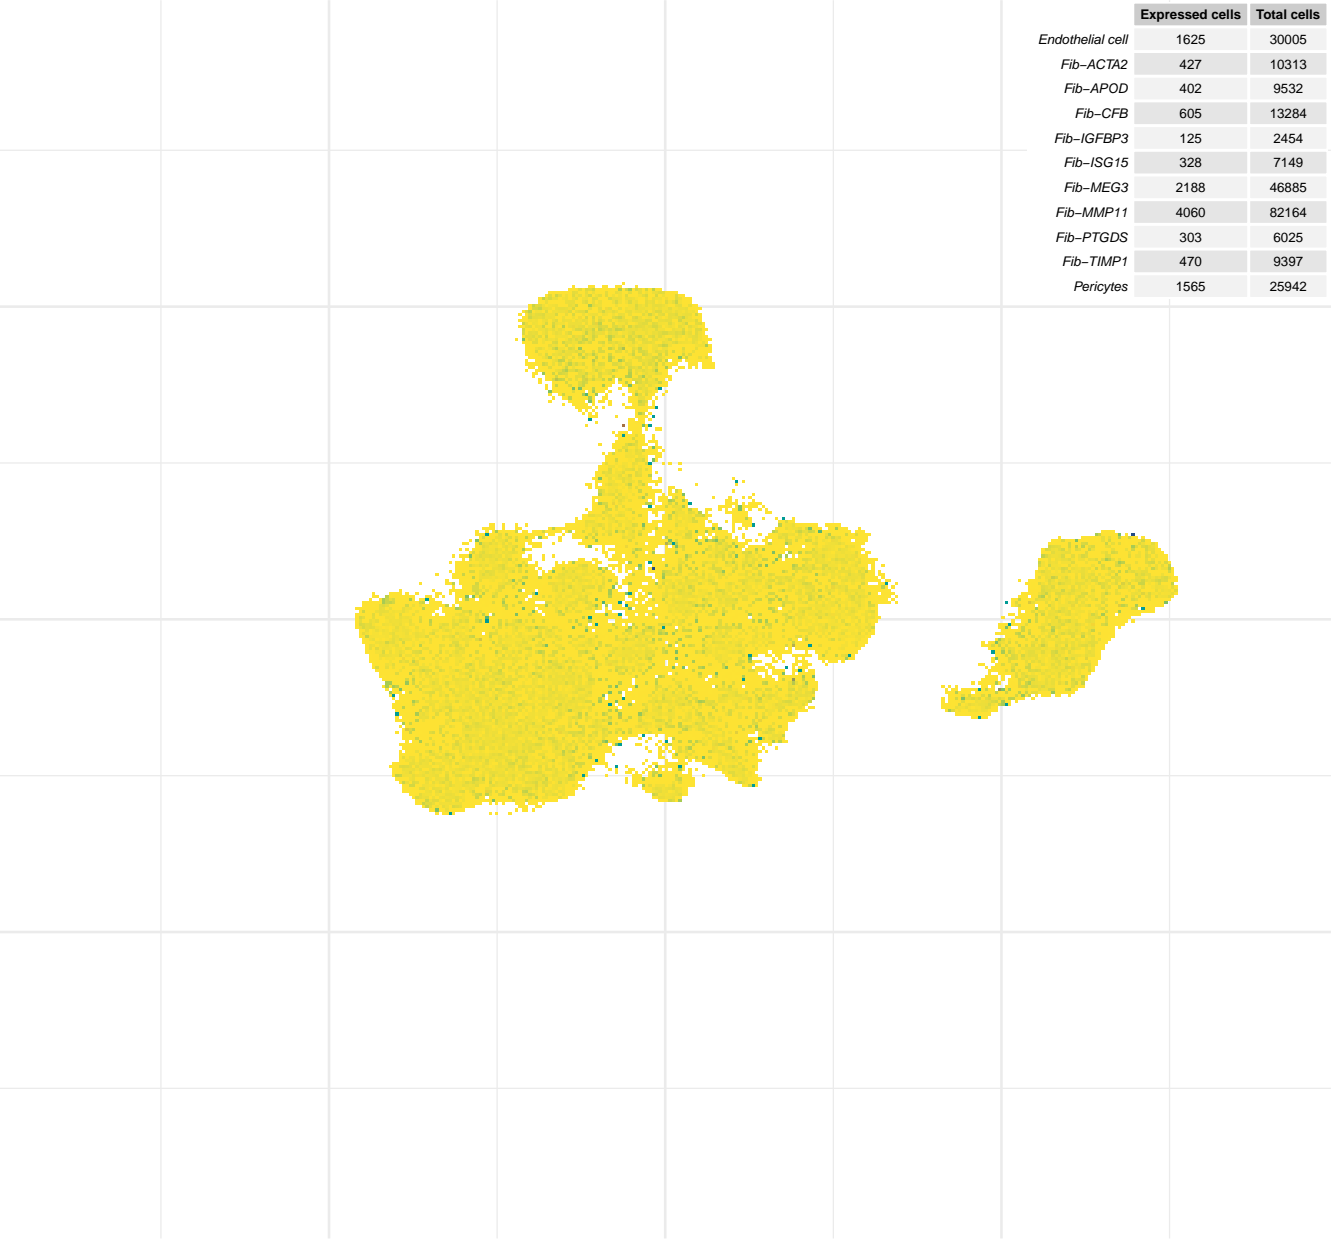 Expressed cells Total cells
Endothelial cell 1625 30005
Fib−ACTA2 427 10313
Fib−APOD 402 9532
Fib−CFB 605 13284
Fib−IGFBP3 125 2454
Fib−ISG15 328 7149
Fib−MEG3 2188 46885
Fib−MMP11 4060 82164
Fib−PTGDS 303 6025
Fib−TIMP1 470 9397
Pericytes 1565 25942